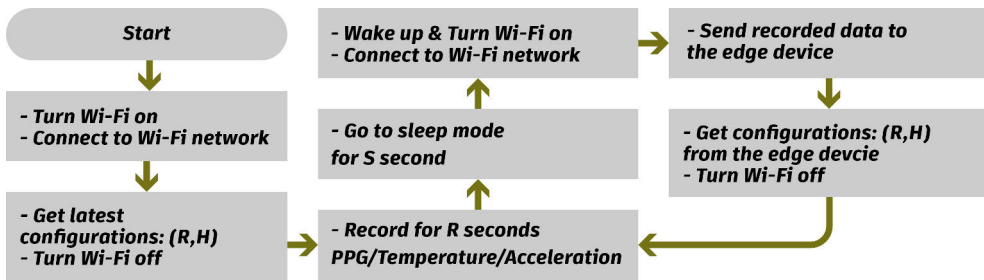 Start
- Turn Wi-Fi on
- Connect to Wi-Fi network
- Get latest
configurations: (R,H)
- Turn Wi-Fi off
- Record for R seconds
PPG/Temperature/Acceleration
- Go to sleep mode
for S second
- Wake up & Turn Wi-Fi on
- Connect to Wi-Fi network
- Send recorded data to
the edge device
- Get configurations: (R,H)
from the edge devcie
- Turn Wi-Fi off